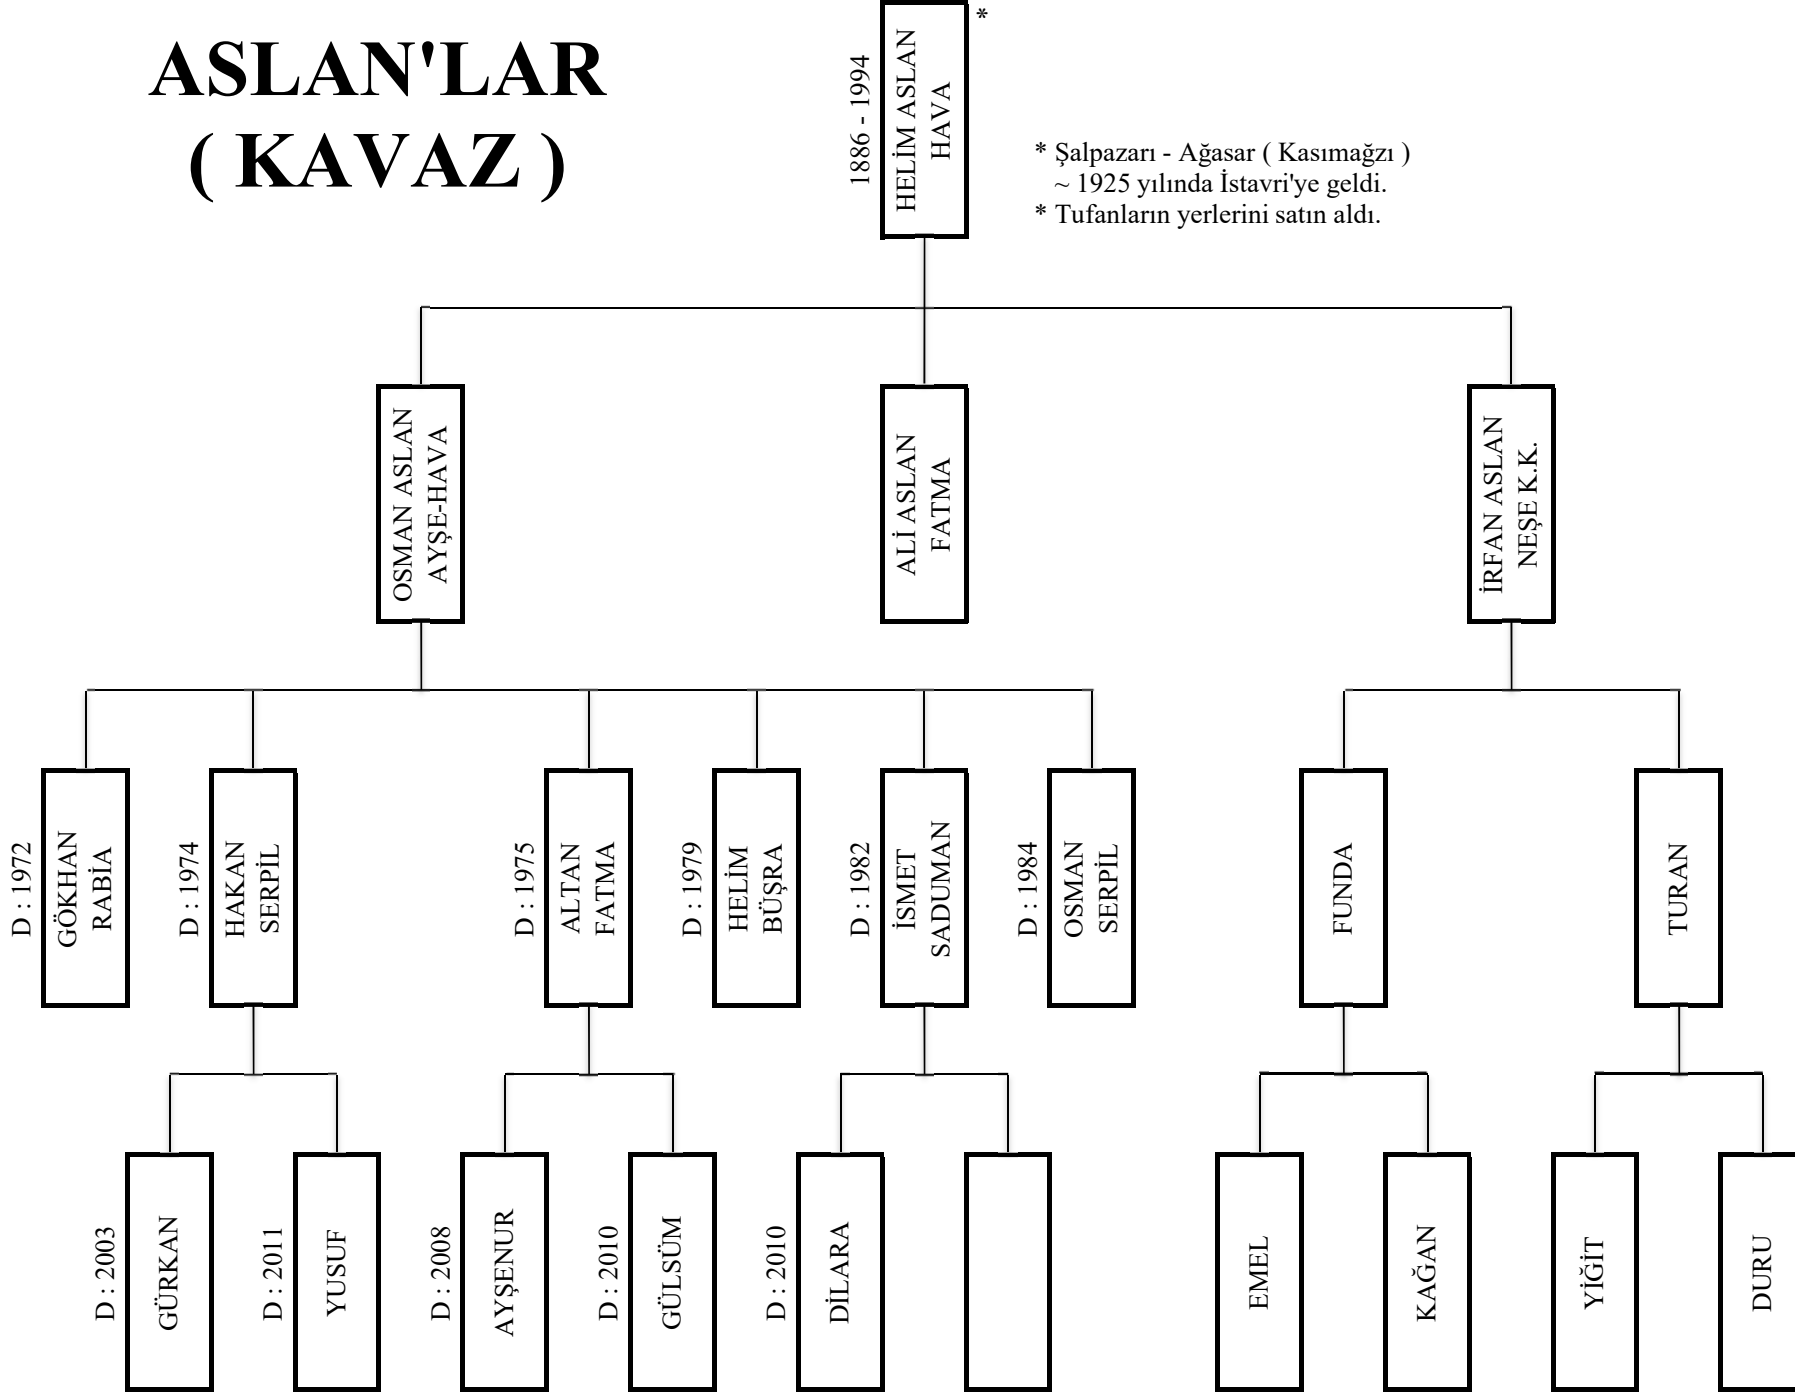 ASLAN'LAR
( KAVAZ )
*
1886 - 1994
HELİM ASLAN
HAVA
* Şalpazarı - Ağasar ( Kasımağzı )
~ 1925 yılında İstavri'ye geldi.
* Tufanların yerlerini satın aldı.
OSMAN ASLAN
AYŞE-HAVA
ALİ ASLAN
FATMA
İRFAN ASLAN
NEŞE K.K.
D : 1972
GÖKHAN
RABİA
D : 1974
HAKAN
SERPİL
D : 1975
ALTAN
FATMA
D : 1979
HELİM
BÜŞRA
D : 1982
İSMET
SADUMAN
D : 1984
OSMAN
SERPİL
FUNDA
TURAN
D : 2003
GÜRKAN
D : 2011
YUSUF
D : 2008
AYŞENUR
D : 2010
GÜLSÜM
D : 2010
DİLARA
EMEL
KAĞAN
YİĞİT
DURU